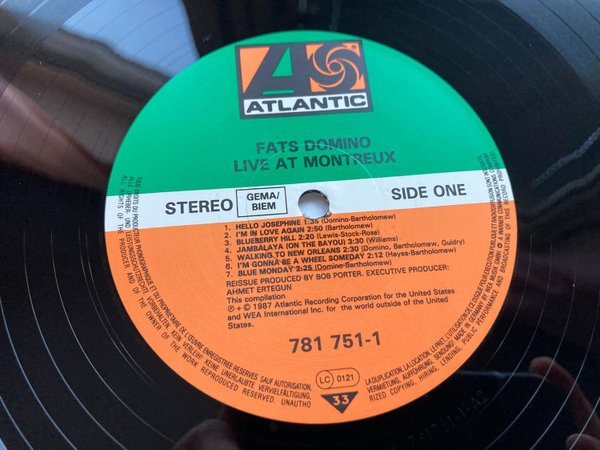 ATLANTIC
FATS DOMINO
LIVE AT MONTREUX
STEREO
GEMA/
BIEM
SIDE ONE
1. HELLO JOSEPHINE 1:35 (Domino-Bartholomew)
2. I'M IN LOVE AGAIN 2:50 (Bartholomew)
3. BLUEBERRY HILL 2:20 (Lewis-Stock-Rosa)
4. JAMBALAYA (ON THE BAYOU) 3:30 (Williams)
5. WALKING TO NEW ORLEANS 2:30 (Domino, Bartholomew, Guidry)
6. I'M GONNA BE A WHEEL SOMEDAY 2:12 (Hayes-Bartholomew)
7. BLUE MONDAY 2:25 (Domino-Bartholomew)
REISSUE PRODUCED BY BOB PORTER. EXECUTIVE PRODUCER:
AHMET ERTEGUN
This compilation
℗+© 1987 Atlantic Recording Corporation for the United States
and WEA International Inc. for the world outside of the United
States.
781 751-1
LC 0121
33